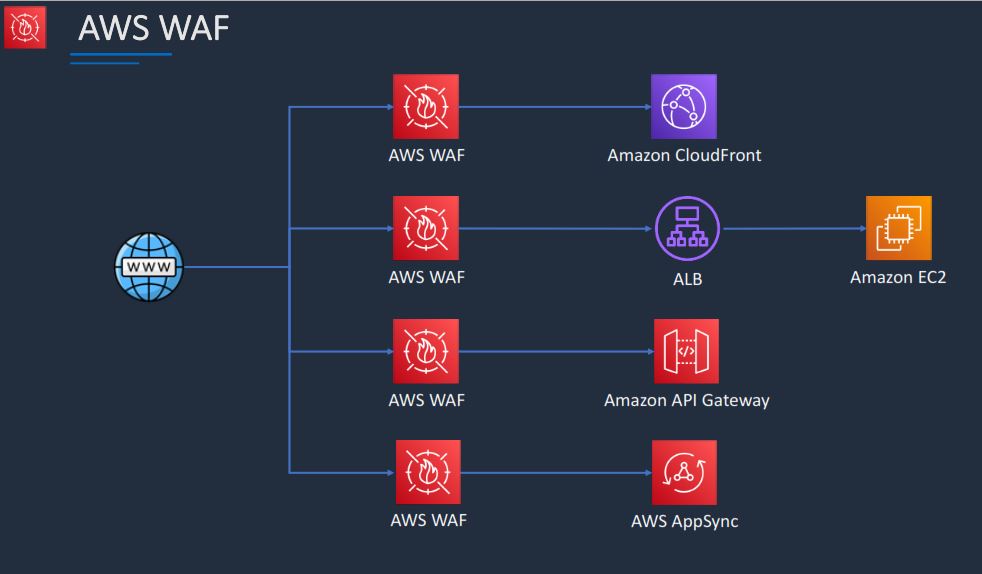 AWS WAF
AWS WAF
Amazon CloudFront
AWS WAF
ALB
Amazon EC2
WWW
AWS WAF
Amazon API Gateway
AWS WAF
AWS AppSync